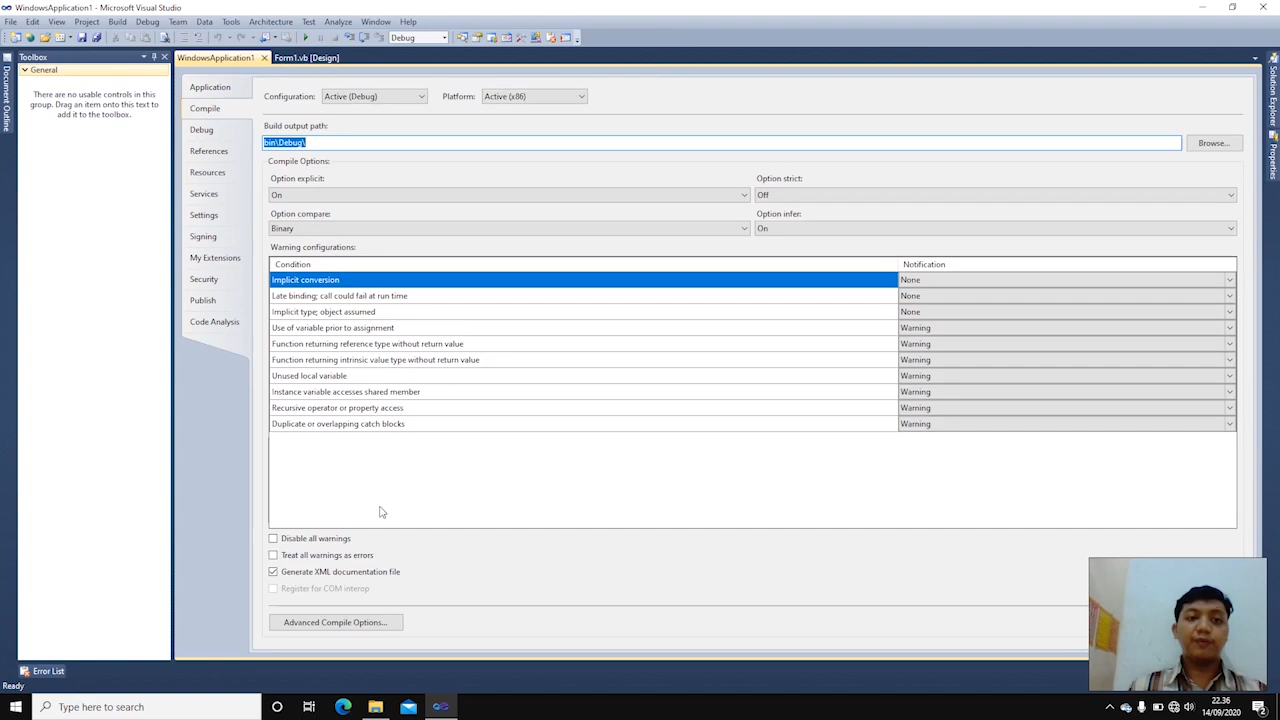 WindowsApplication1 - Microsoft Visual Studio
File Edit View Project Build Debug Team Data Tools Architecture Test Analyze Window Help
Debug
Toolbox
General
There are no usable controls in this
group. Drag an item onto this text to
add it to the toolbox.
Document Outline
WindowsApplication1
Form1.vb [Design]
Application
Compile
Debug
References
Resources
Services
Settings
Signing
My Extensions
Security
Publish
Code Analysis
Configuration: Active (Debug) Platform: Active (x86)
Build output path:
bin\Debug\ Browse...
Compile Options:
Option explicit: Option strict:
On Off
Option compare: Option infer:
Binary On
Warning configurations:
Condition Notification
Implicit conversion None
Late binding; call could fail at run time None
Implicit type; object assumed None
Use of variable prior to assignment Warning
Function returning reference type without return value Warning
Function returning intrinsic value type without return value Warning
Unused local variable Warning
Instance variable accesses shared member Warning
Recursive operator or property access Warning
Duplicate or overlapping catch blocks Warning
Disable all warnings
Treat all warnings as errors
Generate XML documentation file
Register for COM interop
Advanced Compile Options...
Solution Explorer
Properties
Error List
Ready
Type here to search
22.36
14/09/2020
2